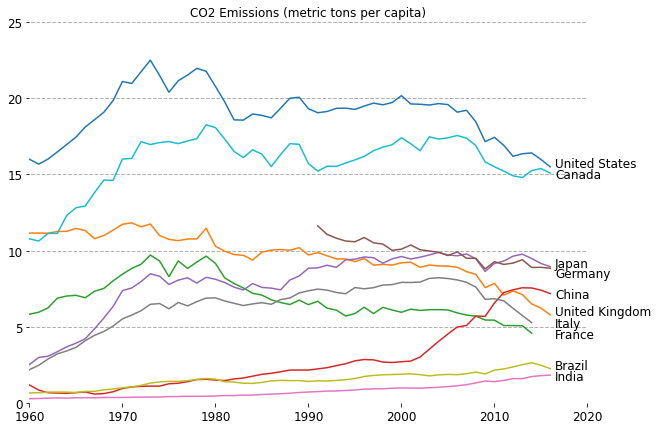 CO2 Emissions (metric tons per capita)
25
20
15
10
5
0
United States
Canada
Japan
Germany
China
United Kingdom
Italy
France
Brazil
India
1960 1970 1980 1990 2000 2010 2020